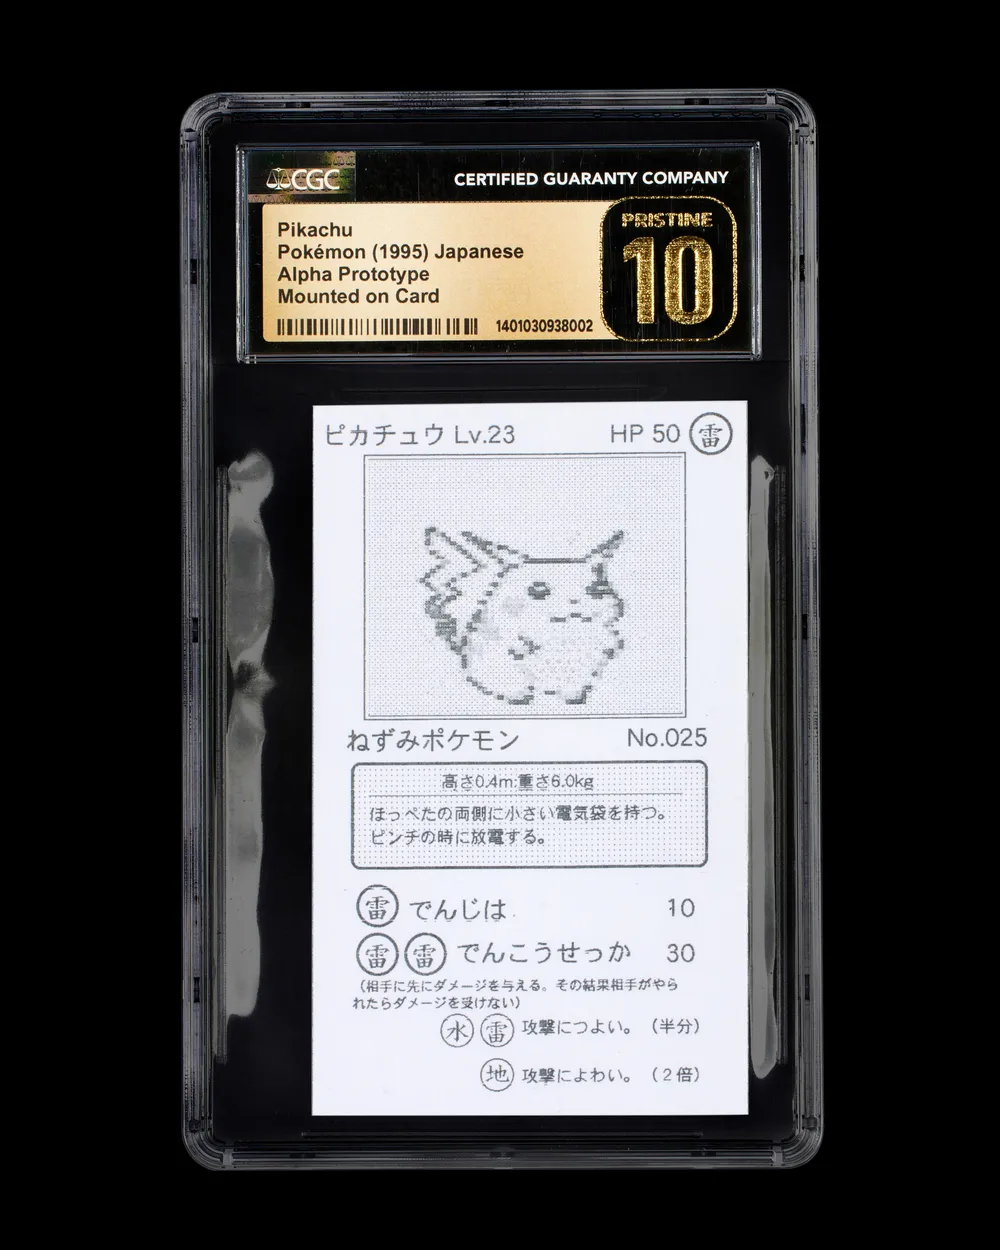 CGC
CERTIFIED GUARANTY COMPANY
Pikachu
Pokémon (1995) Japanese
Alpha Prototype
Mounted on Card
1401030938002
PRISTINE
10
ピカチュウ Lv.23 HP 50 雷
ねずみポケモン No.025
高さ0.4m:重さ6.0kg
ほっぺたの両側に小さい電気袋を持つ。
ピンチの時に放電する。
雷 でんじは 10
雷 雷 でんこうせっか 30
(相手に先にダメージを与える。その結果相手がやら
れたらダメージを受けない)
水 雷 攻撃につよい。(半分)
地 攻撃によわい。(2倍)